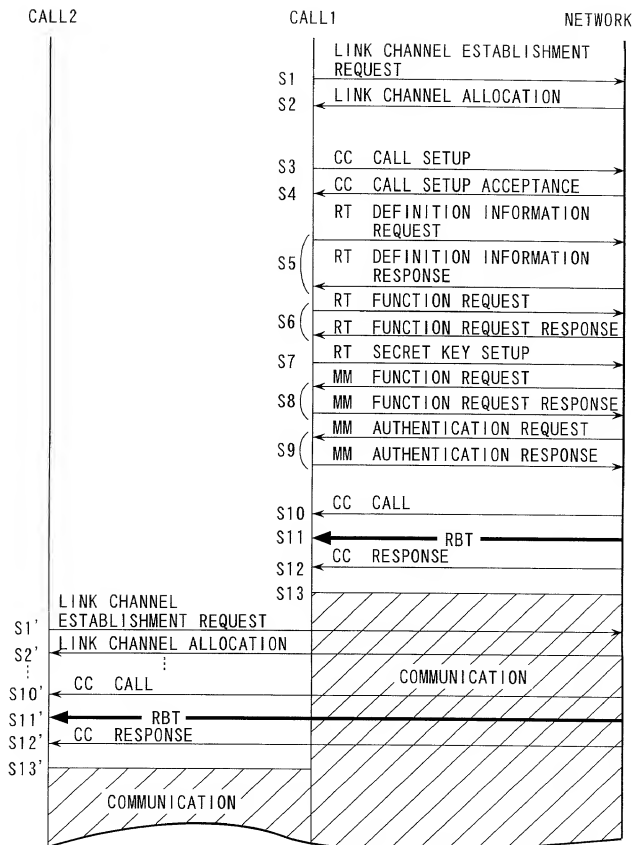 CALL2 CALL1 NETWORK
LINK CHANNEL ESTABLISHMENT
REQUEST
S1
S2 LINK CHANNEL ALLOCATION
S3 CC CALL SETUP
S4 CC CALL SETUP ACCEPTANCE
RT DEFINITION INFORMATION
REQUEST
S5 RT DEFINITION INFORMATION
RESPONSE
RT FUNCTION REQUEST
S6 RT FUNCTION REQUEST RESPONSE
S7 RT SECRET KEY SETUP
MM FUNCTION REQUEST
S8 MM FUNCTION REQUEST RESPONSE
MM AUTHENTICATION REQUEST
S9 MM AUTHENTICATION RESPONSE
S10 CC CALL
S11 RBT
S12 CC RESPONSE
S13
LINK CHANNEL
S1' ESTABLISHMENT REQUEST
S2' LINK CHANNEL ALLOCATION
COMMUNICATION
S10' CC CALL
S11' RBT
S12' CC RESPONSE
S13'
COMMUNICATION